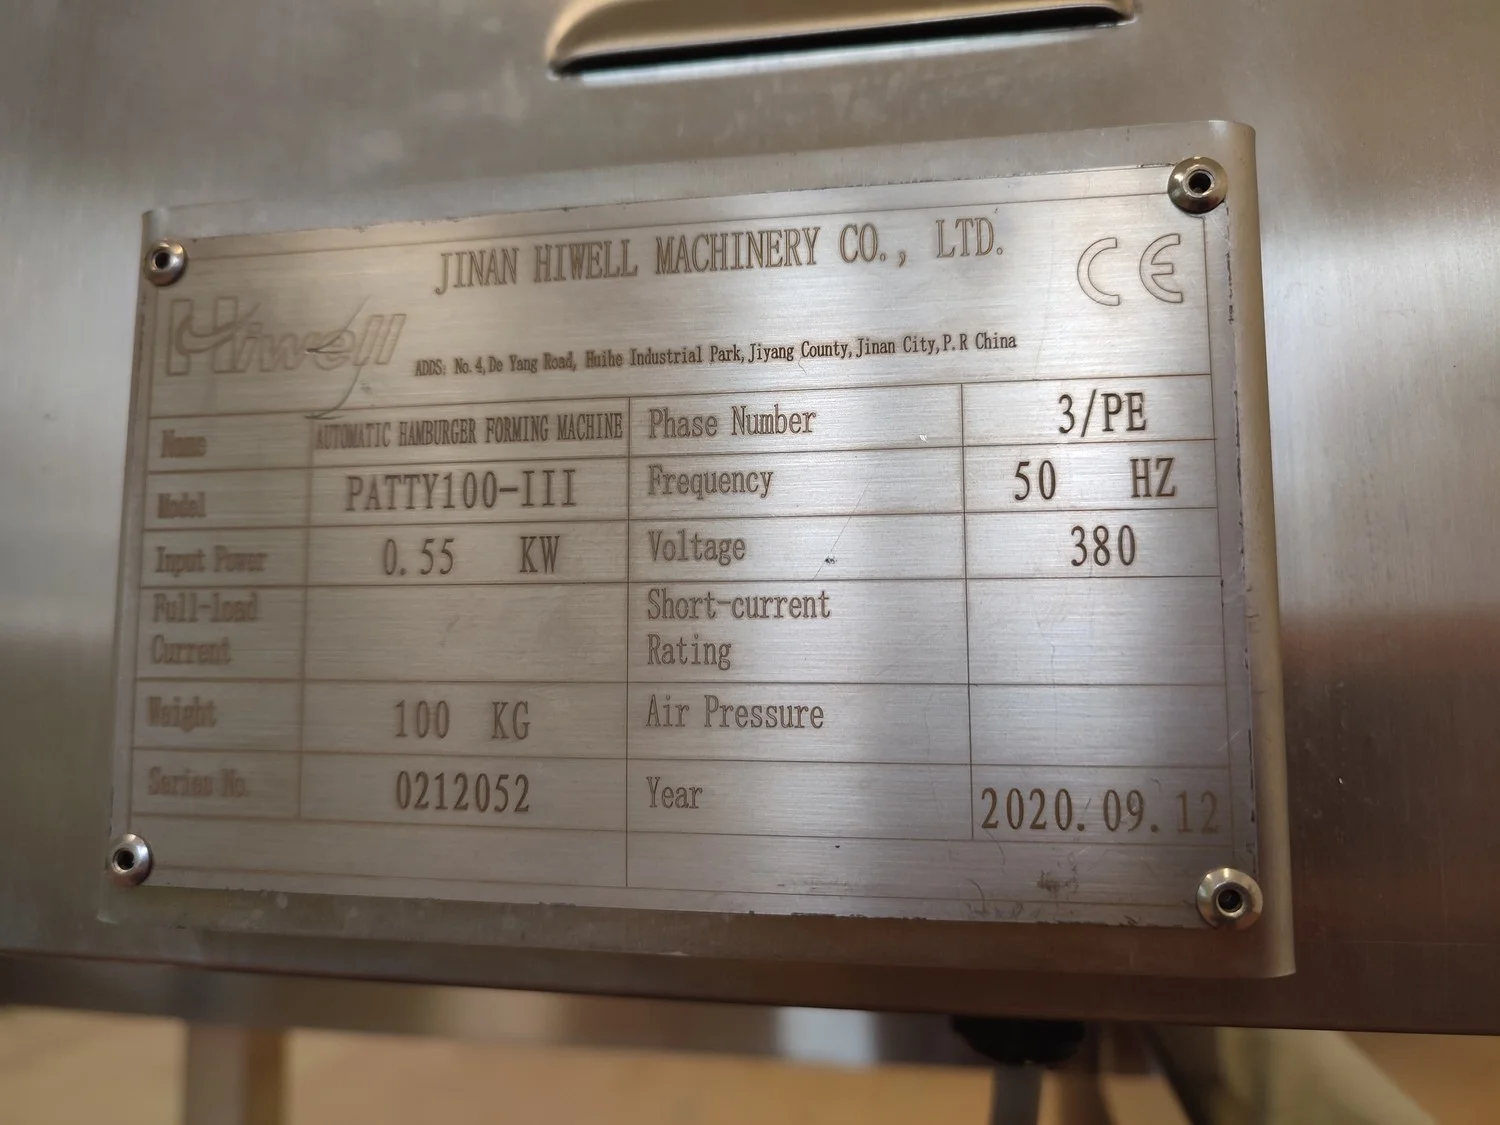 JINAN HIWELL MACHINERY CO., LTD.
CE
Hiwell
ADDS: No. 4, De Yang Road, Huihe Industrial Park, Jiyang County, Jinan City, P. R China
Name AUTOMATIC HAMBURGER FORMING MACHINE Phase Number 3/PE
Model PATTY100-III Frequency 50 HZ
Input Power 0.55 KW Voltage 380
Full-load Current Short-current Rating
Weight 100 KG Air Pressure
Series No. 0212052 Year 2020.09.12